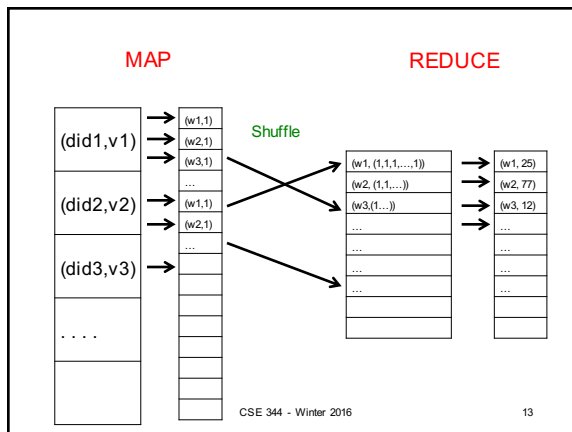 MAP
REDUCE
Shuffle
(did1,v1)
(did2,v2)
(did3,v3)
. . . .
(w1,1)
(w2,1)
(w3,1)
...
(w1,1)
(w2,1)
...
(w1, (1,1,1,...,1))
(w2, (1,1,...))
(w3,(1...))
...
...
...
...
(w1, 25)
(w2, 77)
(w3, 12)
...
...
...
...
CSE 344 - Winter 2016
13